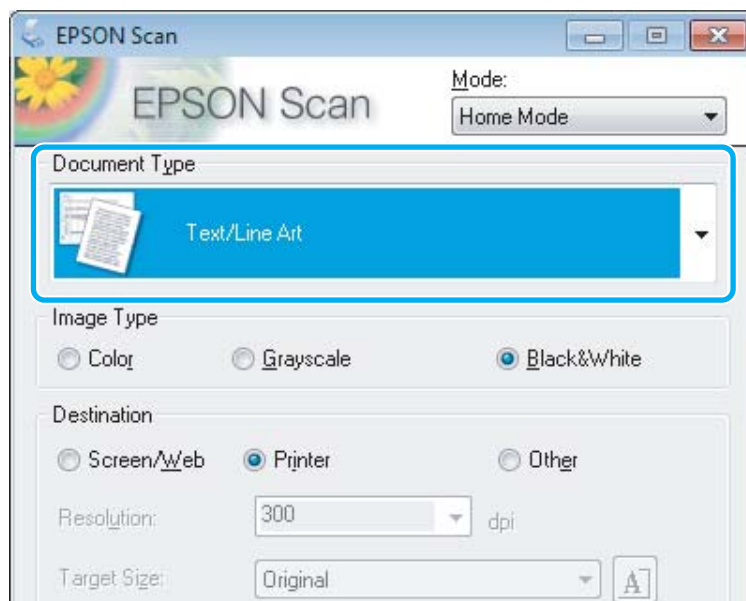 EPSON Scan
EPSON Scan
Mode:
Home Mode
Document Type
Text/Line Art
Image Type
Color
Grayscale
Black&White
Destination
Screen/Web
Printer
Other
Resolution:
300
dpi
Target Size:
Original
A